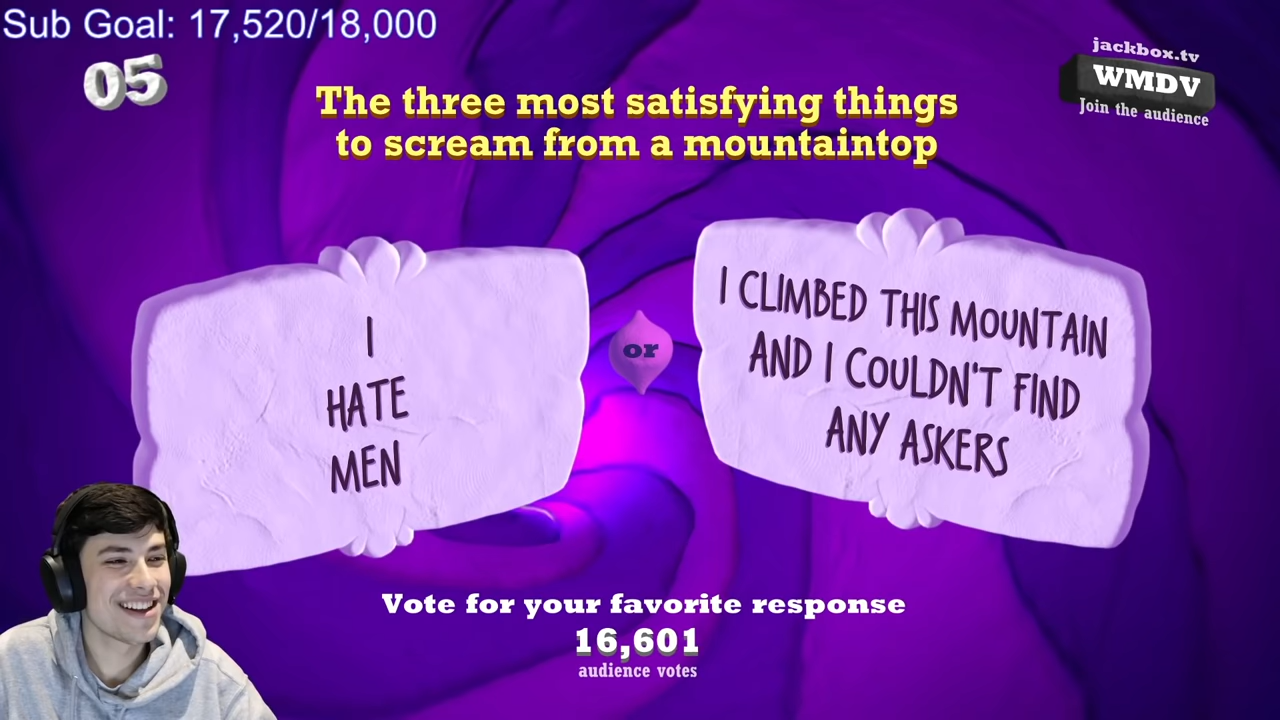 Sub Goal: 17,520/18,000
05
jackbox.tv
WMDV
Join the audience
The three most satisfying things
to scream from a mountaintop
I
HATE
MEN
or
I CLIMBED THIS MOUNTAIN
AND I COULDN'T FIND
ANY ASKERS
Vote for your favorite response
16,601
audience votes